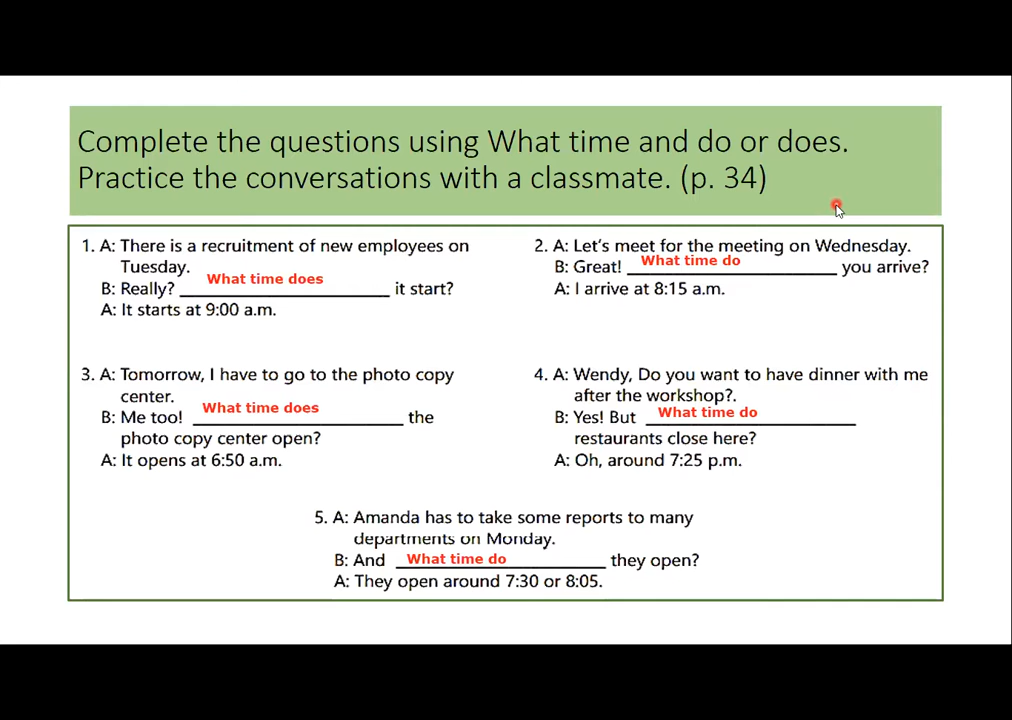 Complete the questions using What time and do or does.
Practice the conversations with a classmate. (p. 34)
1. A: There is a recruitment of new employees on
Tuesday.
B: Really? What time does it start?
A: It starts at 9:00 a.m.
2. A: Let's meet for the meeting on Wednesday.
B: Great! What time do you arrive?
A: I arrive at 8:15 a.m.
3. A: Tomorrow, I have to go to the photo copy
center.
B: Me too! What time does the
photo copy center open?
A: It opens at 6:50 a.m.
4. A: Wendy, Do you want to have dinner with me
after the workshop?.
B: Yes! But What time do
restaurants close here?
A: Oh, around 7:25 p.m.
5. A: Amanda has to take some reports to many
departments on Monday.
B: And What time do they open?
A: They open around 7:30 or 8:05.